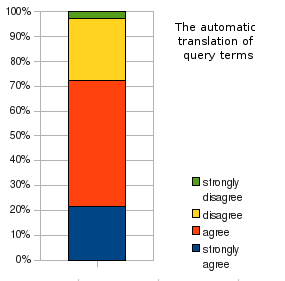 100%
90%
80%
70%
60%
50%
40%
30%
20%
10%
0%
The automatic
translation of
query terms
strongly
disagree
disagree
agree
strongly
agree